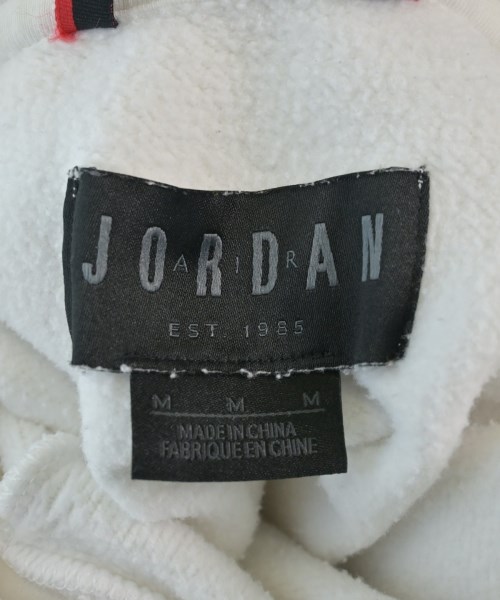 JORDAN
AIR
EST. 1985
M M M
MADE IN CHINA
FABRIQUE EN CHINE